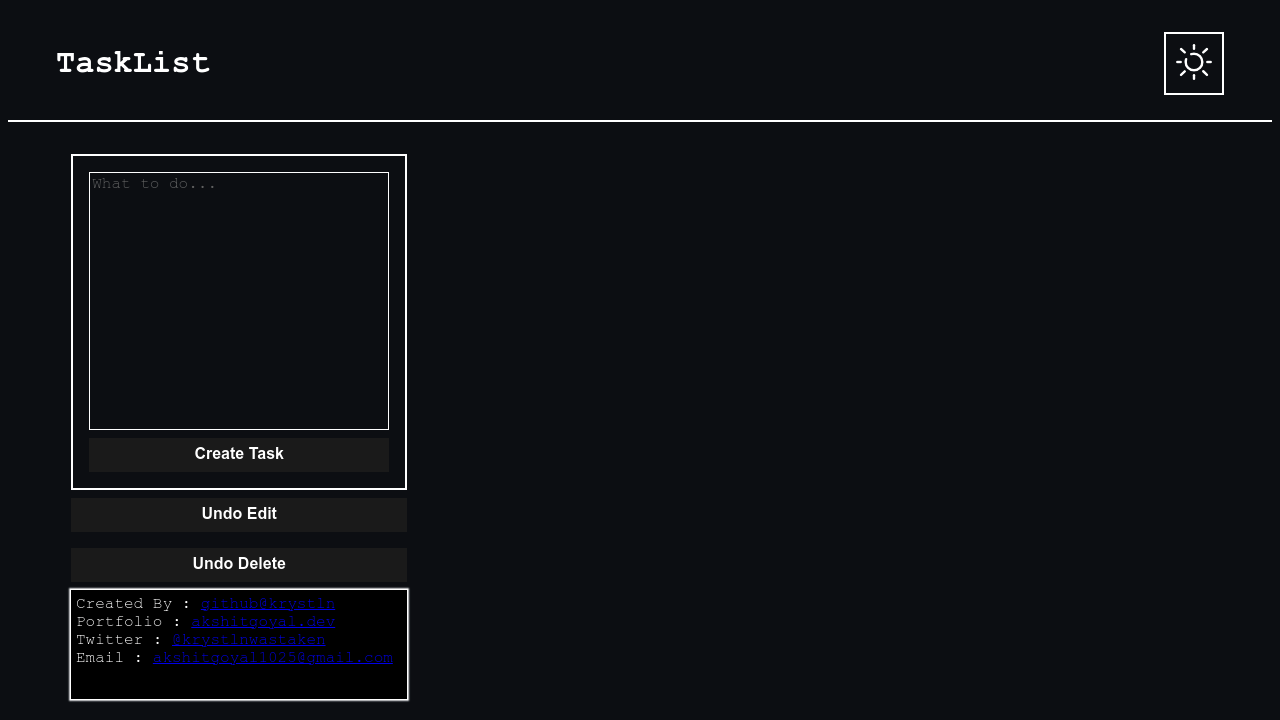 TaskList
What to do...
Create Task
Undo Edit
Undo Delete
Created By : github@kryst1n
Portfolio : akshitgoyal.dev
Twitter : @kryst1nwastaken
Email : akshitgoyal1025@gmail.com